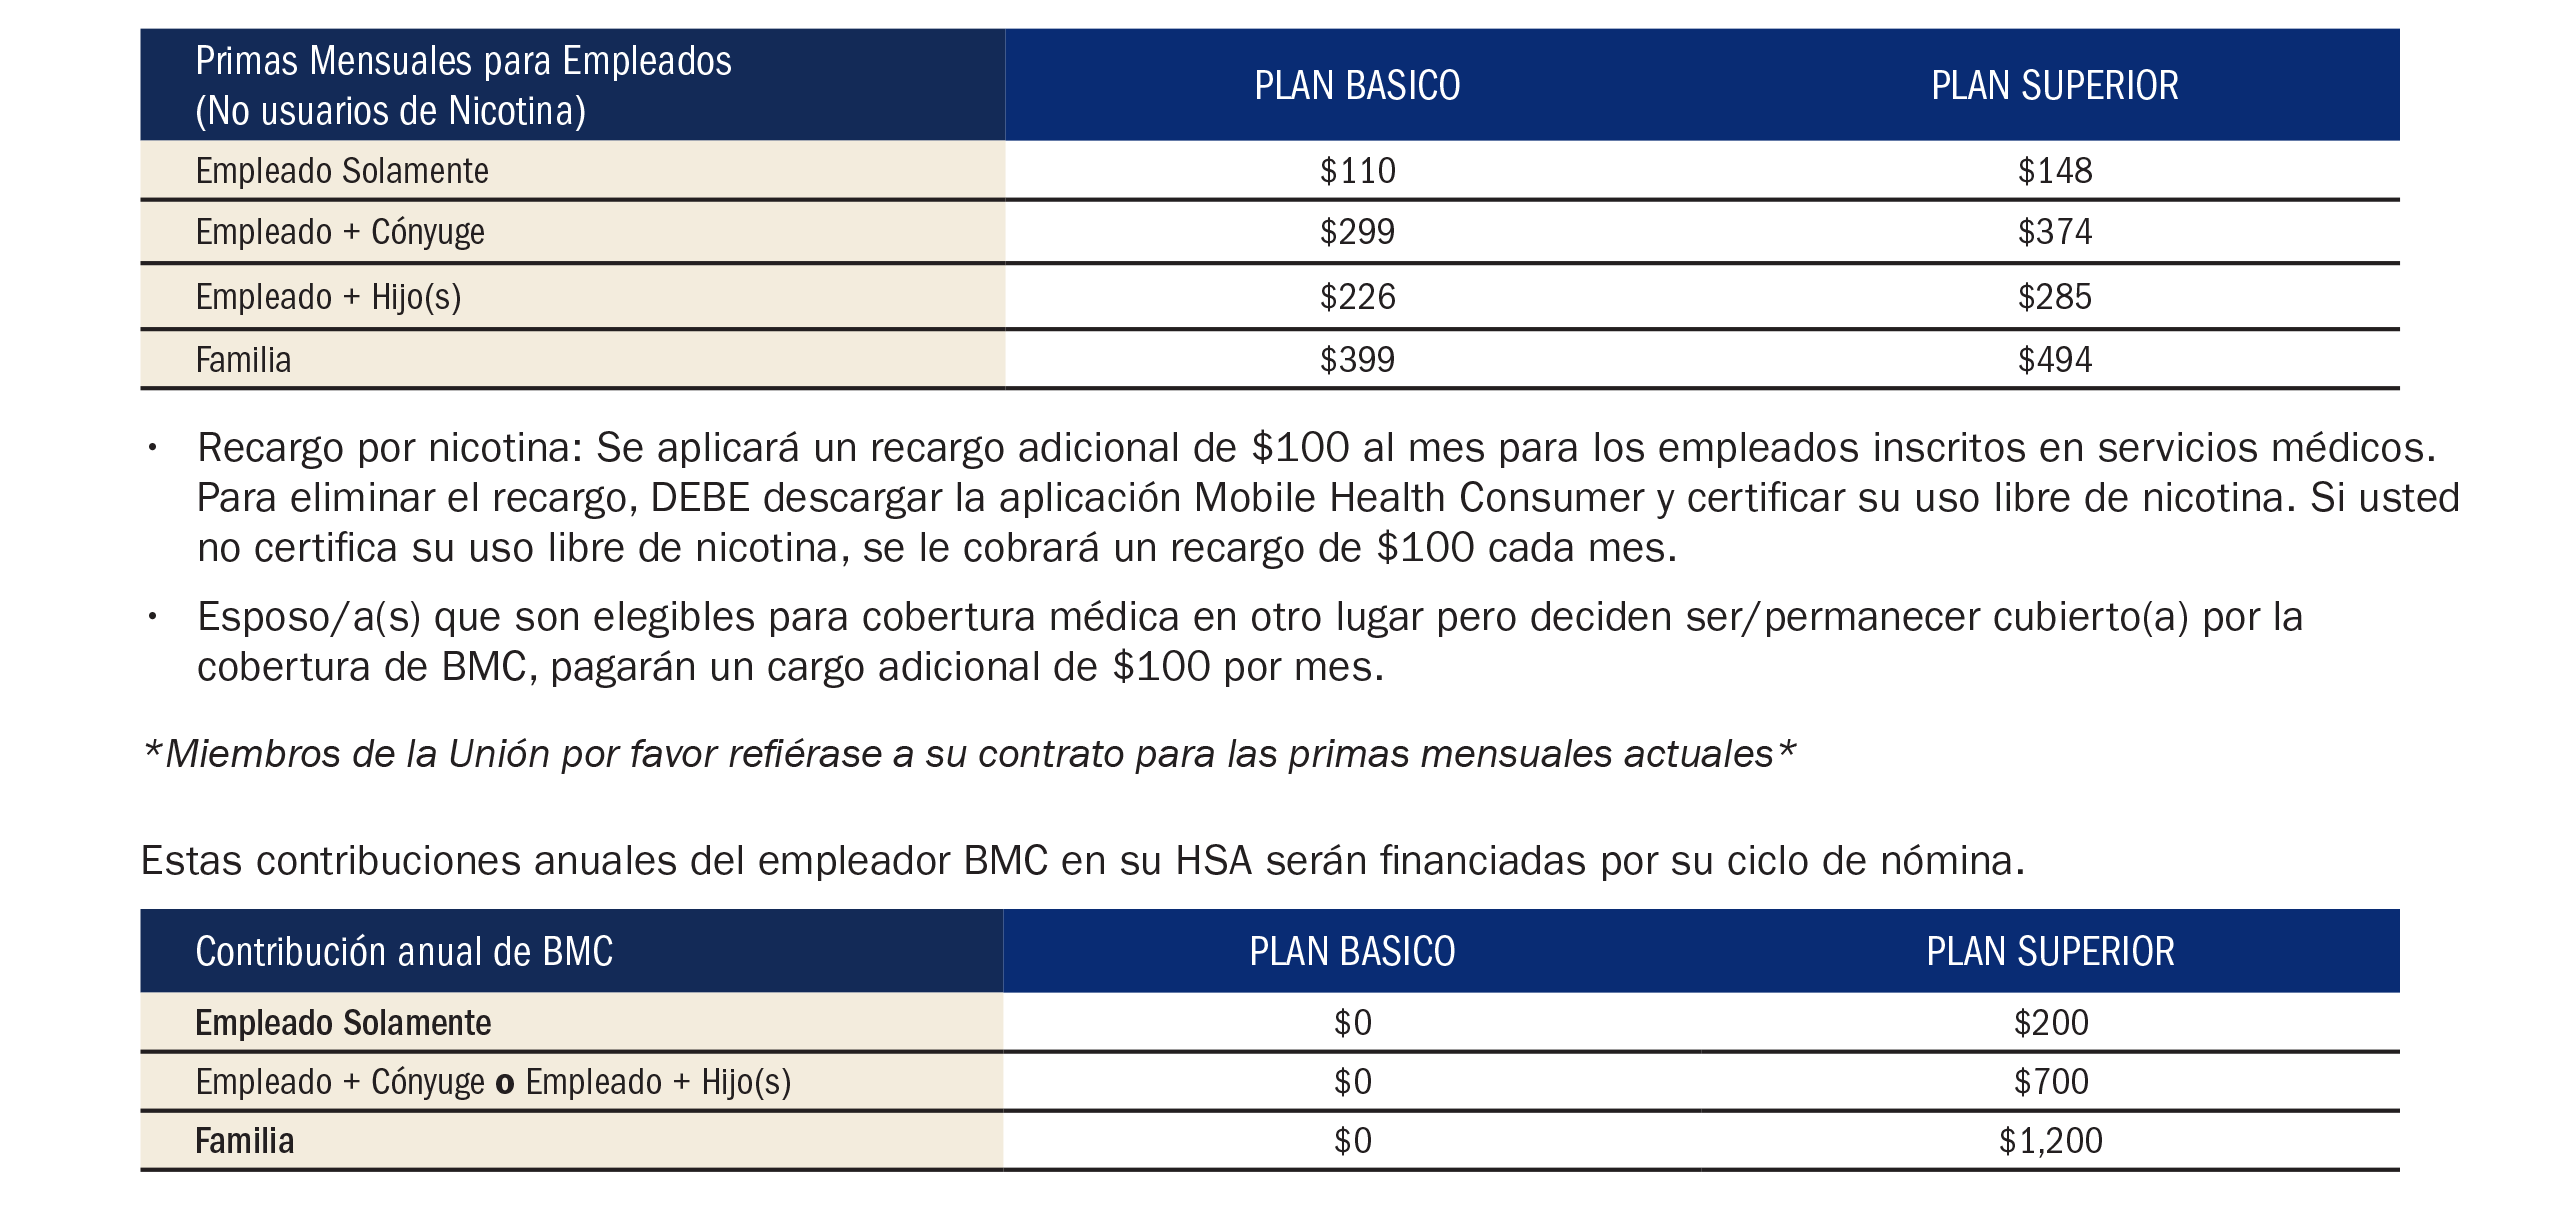 Primas Mensuales para Empleados
(No usuarios de Nicotina)
PLAN BASICO
PLAN SUPERIOR
Empleado Solamente $110 $148
Empleado + Cónyuge $299 $374
Empleado + Hijo(s) $226 $285
Familia $399 $494
• Recargo por nicotina: Se aplicará un recargo adicional de $100 al mes para los empleados inscritos en servicios médicos.
Para eliminar el recargo, DEBE descargar la aplicación Mobile Health Consumer y certificar su uso libre de nicotina. Si usted
no certifica su uso libre de nicotina, se le cobrará un recargo de $100 cada mes.
• Esposo/a(s) que son elegibles para cobertura médica en otro lugar pero deciden ser/permanecer cubierto(a) por la
cobertura de BMC, pagarán un cargo adicional de $100 por mes.
*Miembros de la Unión por favor refiérase a su contrato para las primas mensuales actuales*
Estas contribuciones anuales del empleador BMC en su HSA serán financiadas por su ciclo de nómina.
Contribución anual de BMC PLAN BASICO PLAN SUPERIOR
Empleado Solamente $0 $200
Empleado + Cónyuge o Empleado + Hijo(s) $0 $700
Familia $0 $1,200